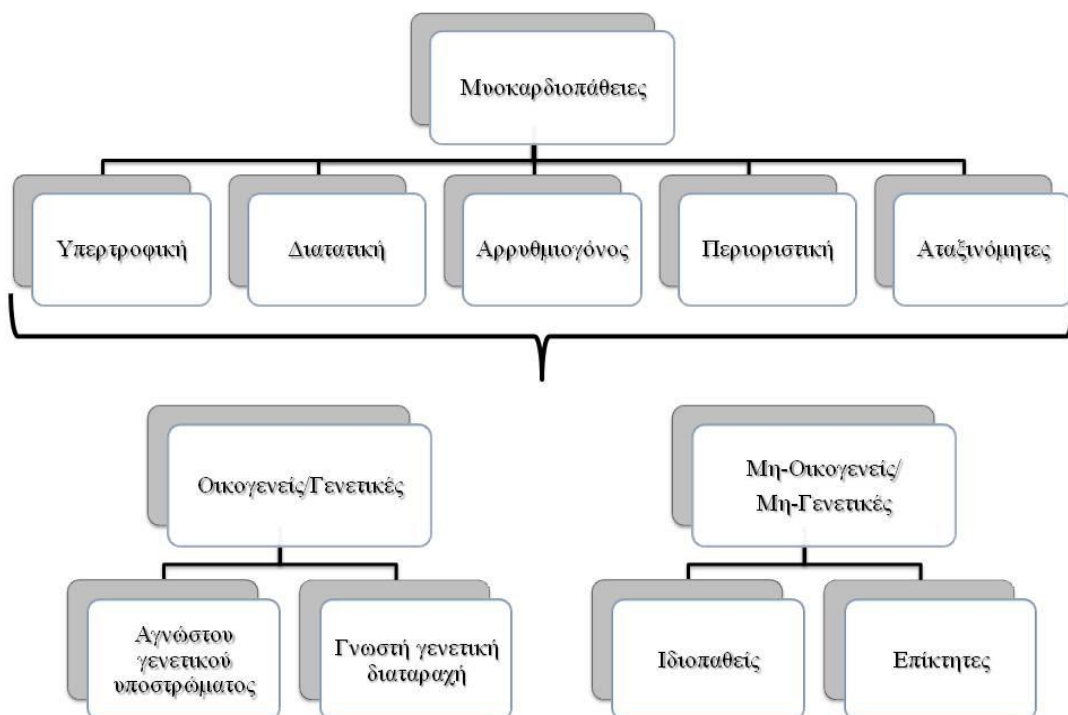 Μυοκαρδιοπάθειες
Υπερτροφική
Διατατική
Αρρυθμιογόνος
Περιοριστική
Αταξινόμητες
Οικογενείς/Γενετικές
Μη-Οικογενείς/
Μη-Γενετικές
Αγνώστου
γενετικού
υποστρώματος
Γνωστή γενετική
διαταραχή
Ιδιοπαθείς
Επίκτητες